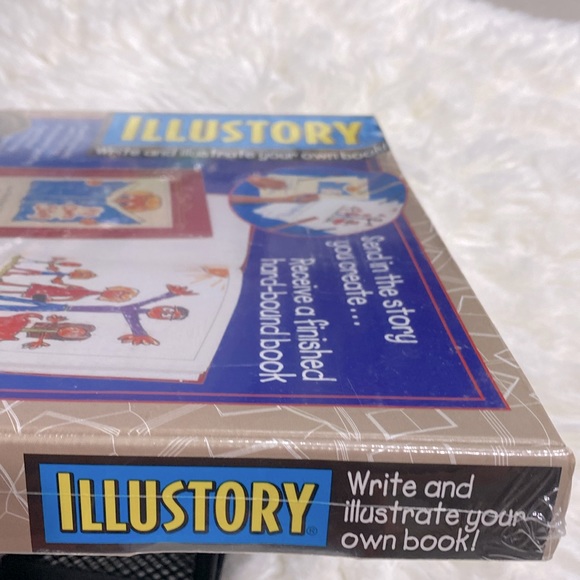 ILLUSTORY
Write and illustrate your own book!
Send in the story
you create...
Receive a finished
hard-bound book
ILLUSTORY®
Write and
illustrate your
own book!